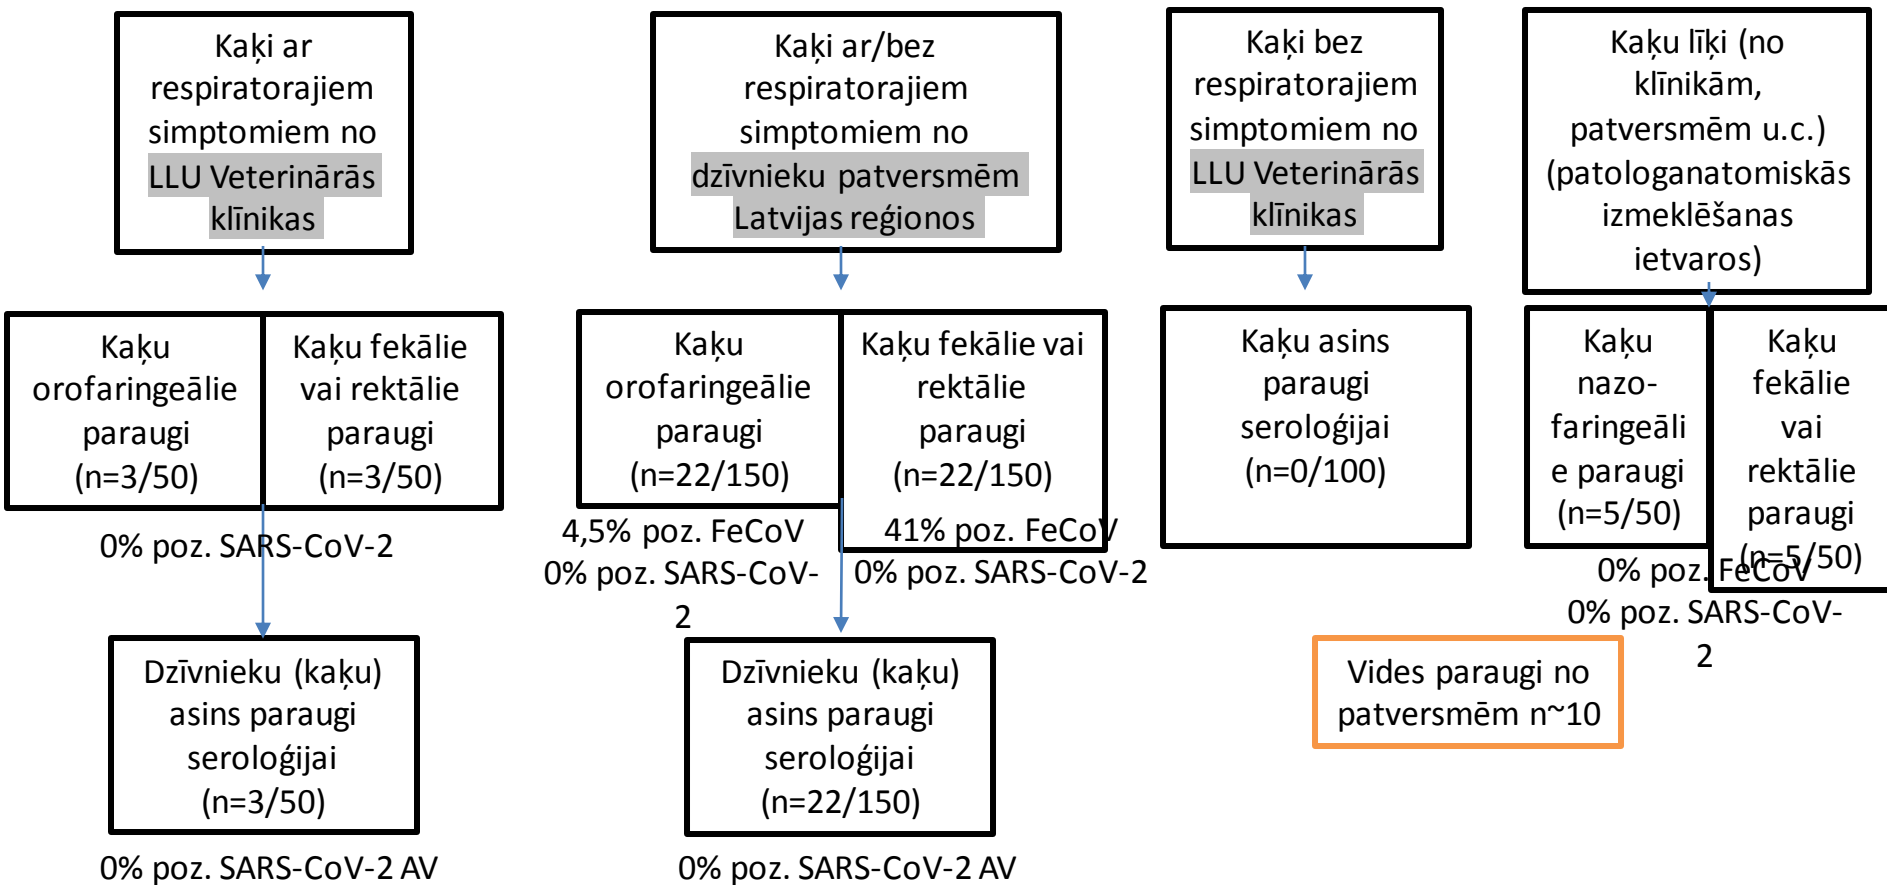 Kaķi ar
respiratorajiem
simptomiem no
LLU Veterinārās
klīnikas
Kaķi ar/bez
respiratorajiem
simptomiem no
dzīvnieku patversmēm
Latvijas reģionos
Kaķi bez
respiratorajiem
simptomiem no
LLU Veterinārās
klīnikas
Kaķu līķi (no
klīnikām,
patversmēm u.c.)
(patologanatomiskās
izmeklēšanas
ietvaros)
Kaķu
orofaringeālie
paraugi
(n=3/50)
Kaķu fekālie
vai rektālie
paraugi
(n=3/50)
0% poz. SARS-CoV-2
Kaķu
orofaringeālie
paraugi
(n=22/150)
Kaķu fekālie vai
rektālie
paraugi
(n=22/150)
4,5% poz. FeCoV
0% poz. SARS-CoV-
2
41% poz. FeCoV
0% poz. SARS-CoV-2
Kaķu asins
paraugi
seroloģijai
(n=0/100)
Kaķu
nazo-
faringeāli
e paraugi
(n=5/50)
Kaķu
fekālie
vai
rektālie
paraugi
(n=5/50)
0% poz. FeCoV
0% poz. SARS-CoV-
2
Dzīvnieku (kaķu)
asins paraugi
seroloģijai
(n=3/50)
0% poz. SARS-CoV-2 AV
Dzīvnieku (kaķu)
asins paraugi
seroloģijai
(n=22/150)
0% poz. SARS-CoV-2 AV
Vides paraugi no
patversmēm n~10